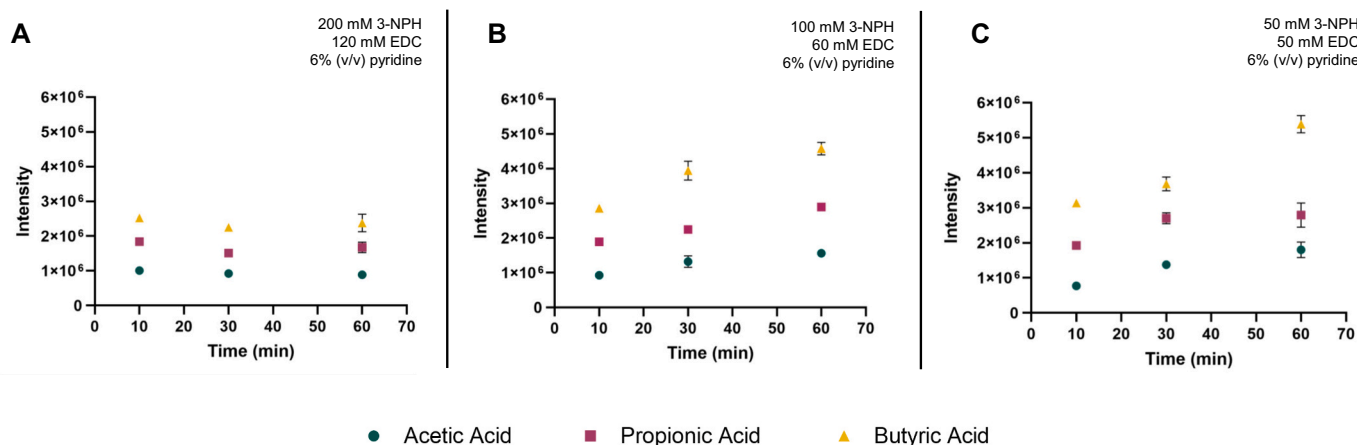 A
200 mM 3-NPH
120 mM EDC
6% (v/v) pyridine
6×10⁶
5×10⁶
4×10⁶
3×10⁶
2×10⁶
1×10⁶
0
Intensity
0 10 20 30 40 50 60 70
Time (min)
B
100 mM 3-NPH
60 mM EDC
6% (v/v) pyridine
6×10⁶
5×10⁶
4×10⁶
3×10⁶
2×10⁶
1×10⁶
0
Intensity
0 10 20 30 40 50 60 70
Time (min)
C
50 mM 3-NPH
50 mM EDC
6% (v/v) pyridine
6×10⁶
5×10⁶
4×10⁶
3×10⁶
2×10⁶
1×10⁶
0
Intensity
0 10 20 30 40 50 60 70
Time (min)
Acetic Acid Propionic Acid Butyric Acid